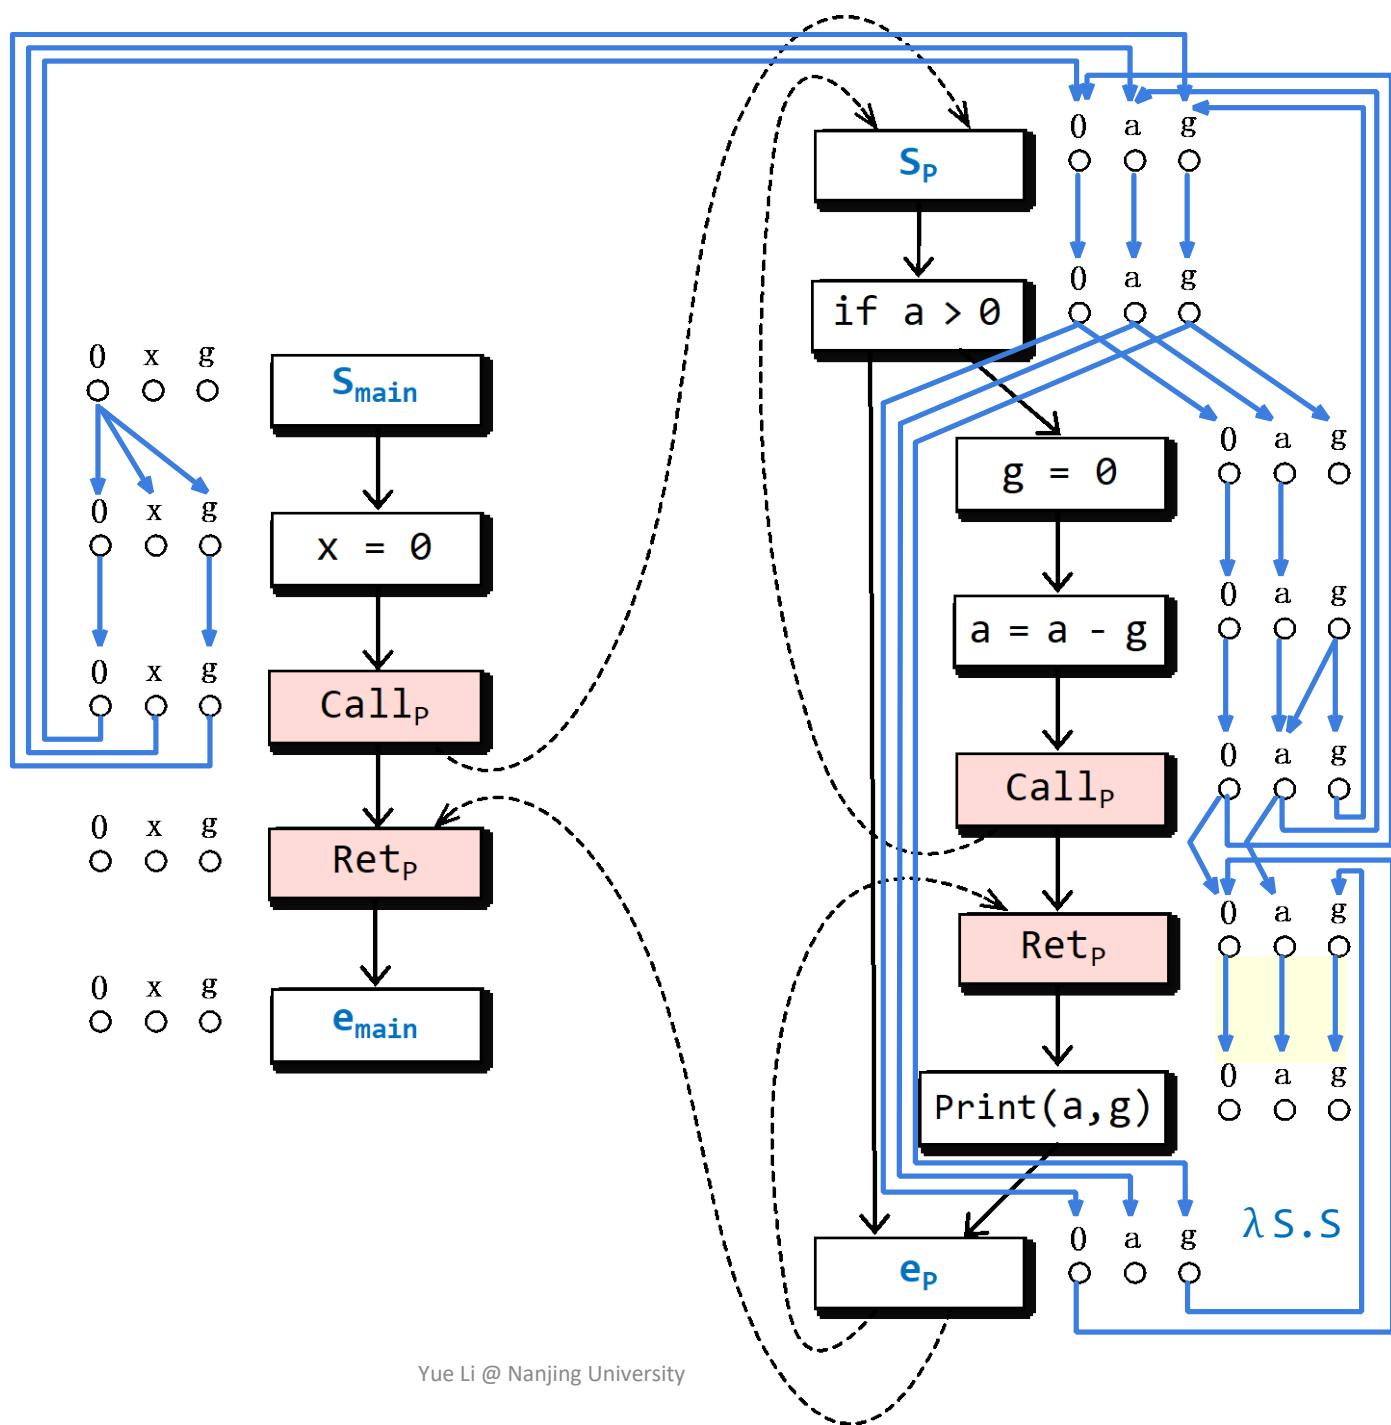 0 a g
S_P
0 a g
if a > 0
0 x g
S_main
0 a g
g = 0
0 x g
x = 0
0 a g
a = a - g
0 x g
Call_P
0 a g
Call_P
0 x g
Ret_P
0 a g
Ret_P
0 x g
e_main
0 a g
Print(a,g)
λ S.S
0 a g
e_P
Yue Li @ Nanjing University